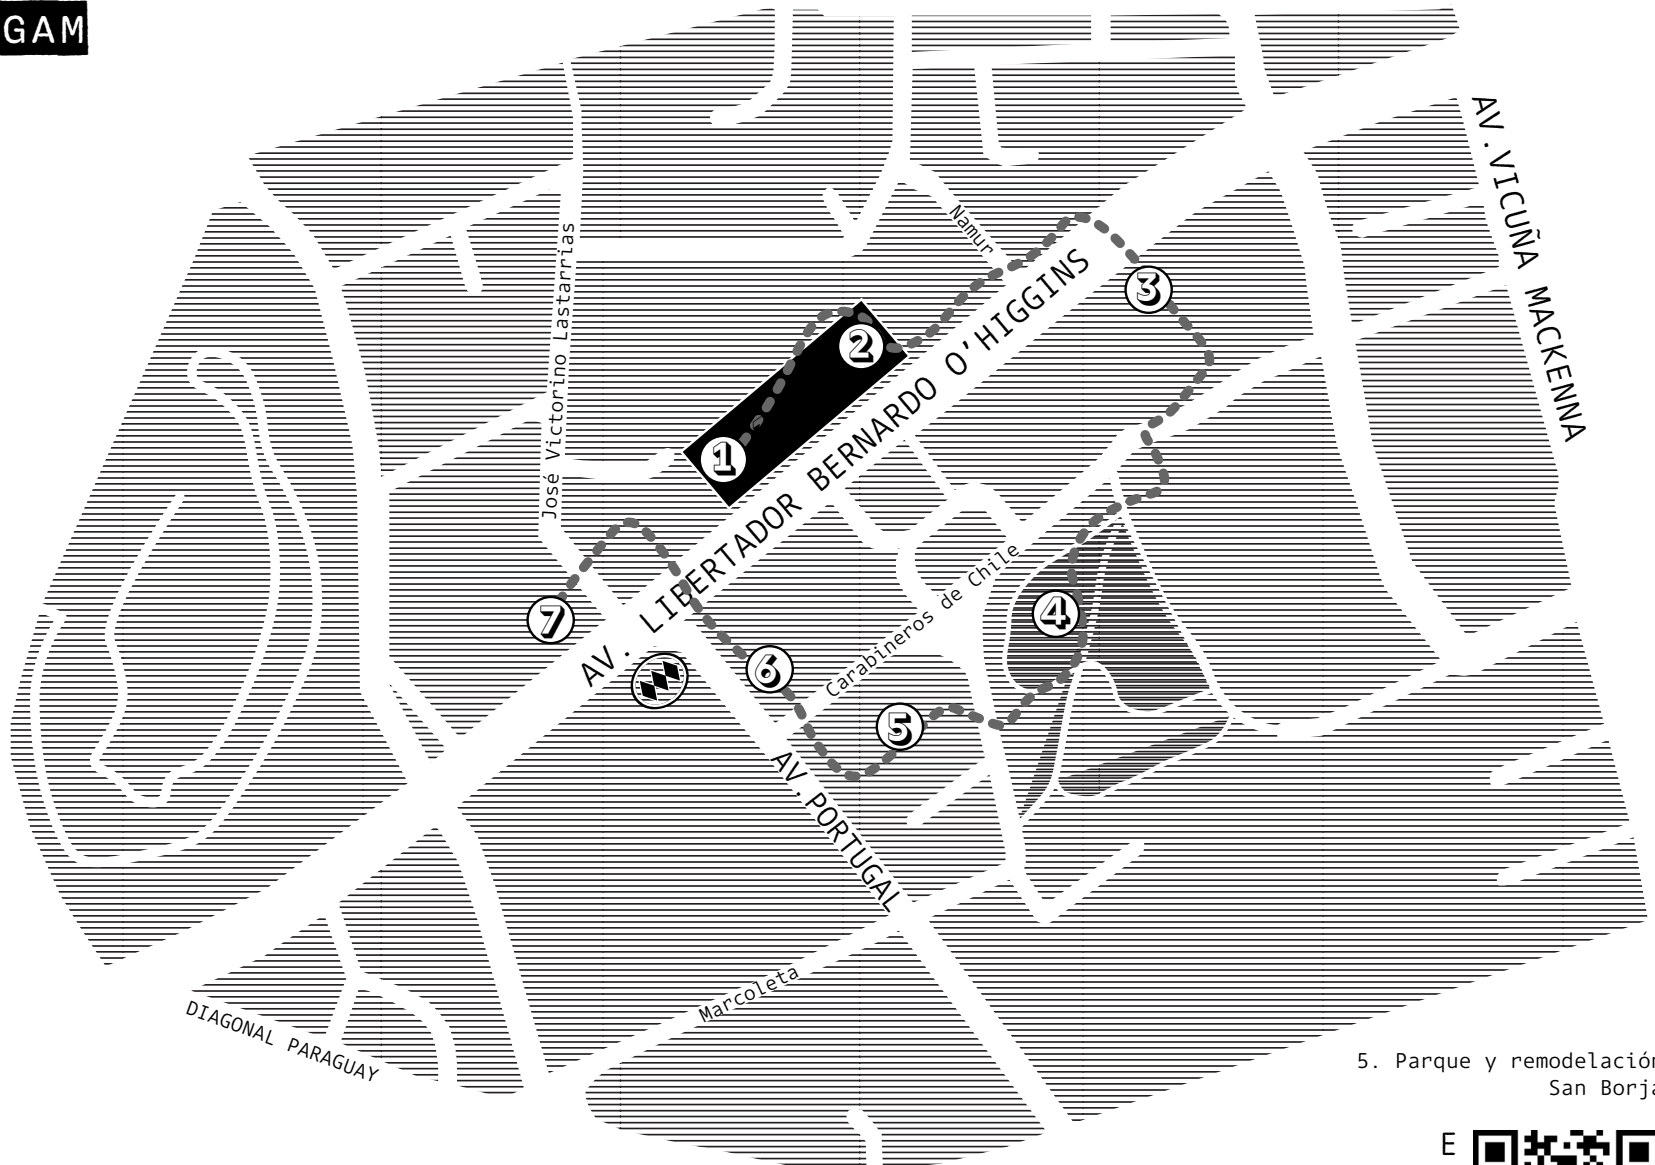 GAM
AV.VICUÑA MACKENNA
Namur
José Victorino Lastarrias
3
2
AV. LIBERTADOR BERNARDO O'HIGGINS
1
Carabineros de Chile
4
7
6
5
AV.PORTUGAL
Marcoleta
DIAGONAL PARAGUAY
5. Parque y remodelación
San Borja
E